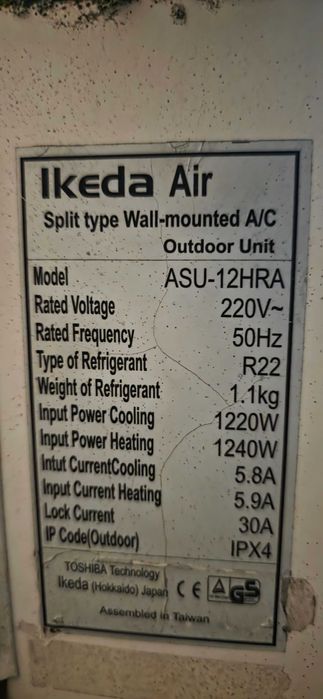 Ikeda Air
Split type Wall-mounted A/C
Outdoor Unit
Model ASU-12HRA
Rated Voltage 220V~
Rated Frequency 50Hz
Type of Refrigerant R22
Weight of Refrigerant 1.1kg
Input Power Cooling 1220W
Input Power Heating 1240W
Intut CurrentCooling 5.8A
Input Current Heating 5.9A
Lock Current 30A
IP Code(Outdoor) IPX4
TOSHIBA Technology
Ikeda (Hokkaido) Japan CE GS
Assembled in Taiwan